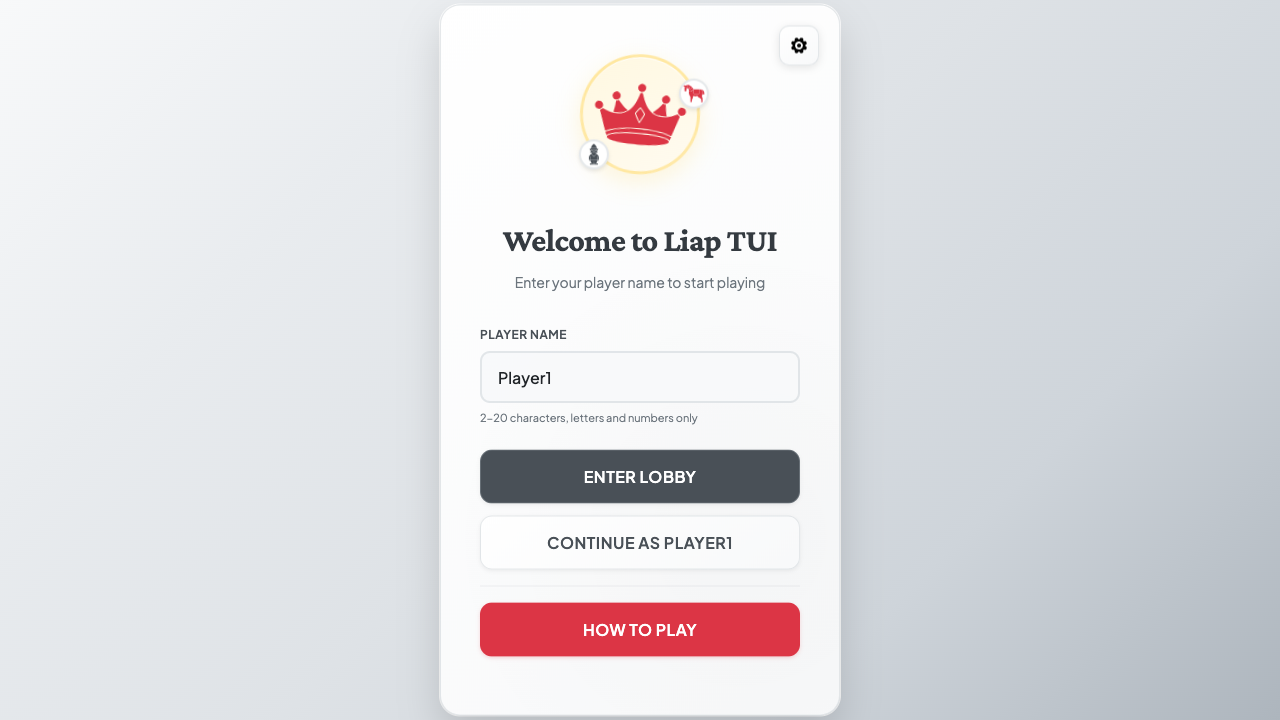 Welcome to Liap TUI
Enter your player name to start playing
PLAYER NAME
Player1
2–20 characters, letters and numbers only
ENTER LOBBY
CONTINUE AS PLAYER1
HOW TO PLAY